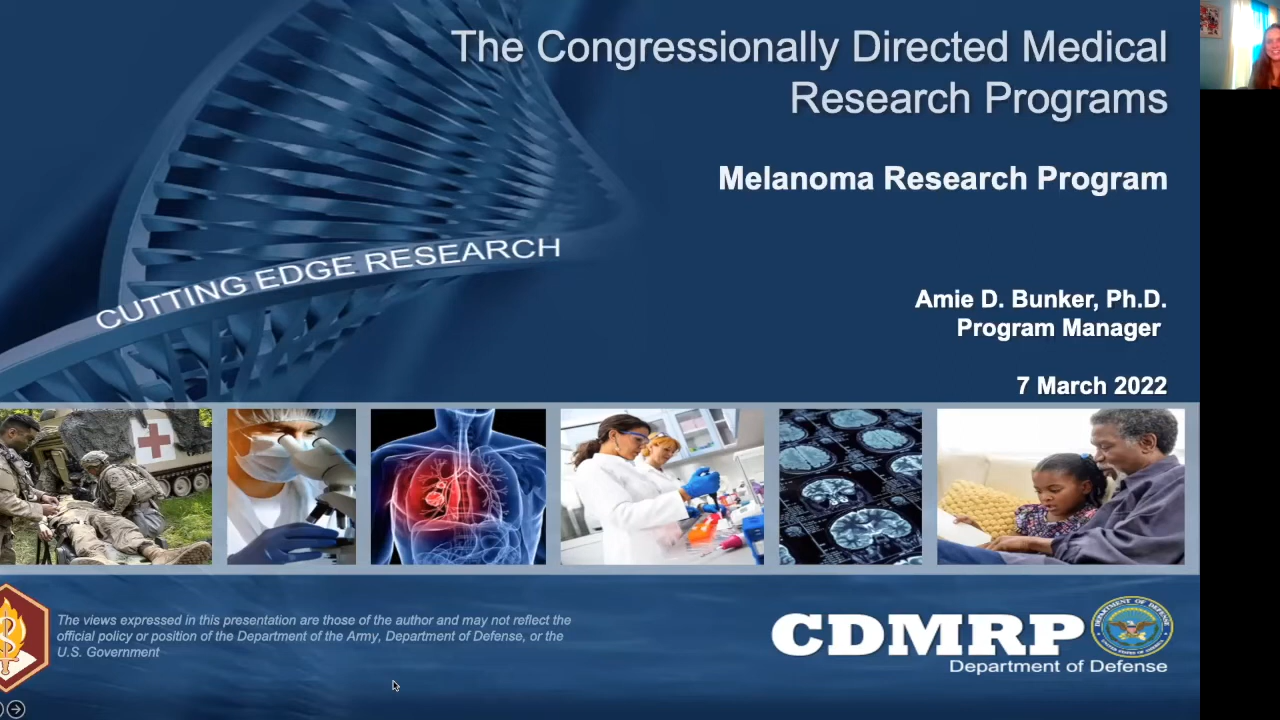 The Congressionally Directed Medical
Research Programs
Melanoma Research Program
CUTTING EDGE RESEARCH
Amie D. Bunker, Ph.D.
Program Manager
7 March 2022
The views expressed in this presentation are those of the author and may not reflect the
official policy or position of the Department of the Army, Department of Defense, or the
U.S. Government
CDMRP
Department of Defense